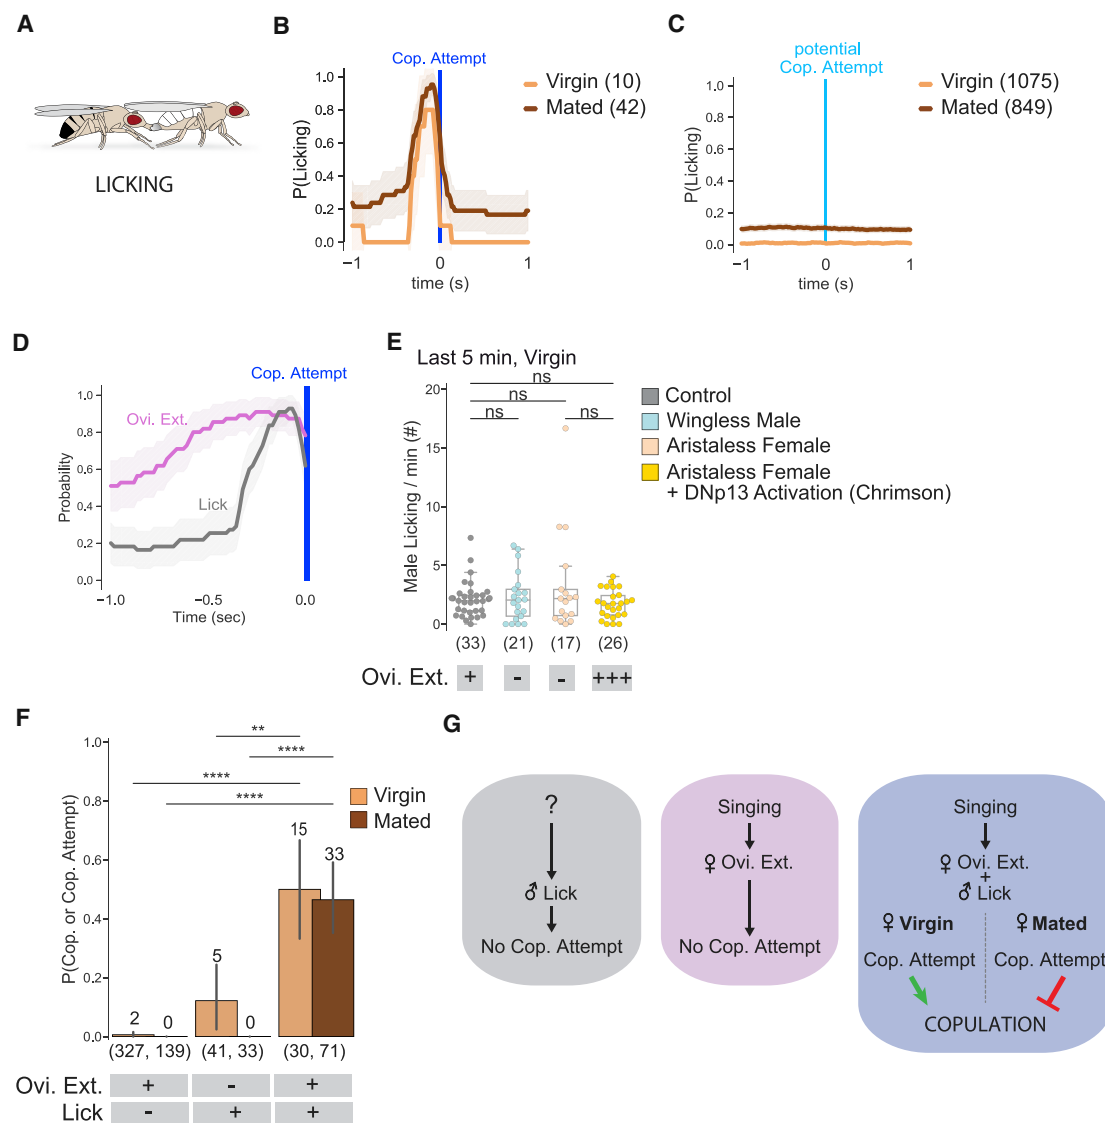 A
LICKING
B
Cop. Attempt
Virgin (10)
Mated (42)
P(Licking)
1.0
0.8
0.6
0.4
0.2
0.0
−1
0
1
time (s)
C
potential
Cop. Attempt
Virgin (1075)
Mated (849)
P(Licking)
1.0
0.8
0.6
0.4
0.2
0.0
−1
0
1
time (s)
D
Cop. Attempt
Ovi. Ext.
Lick
Probability
1.0
0.8
0.6
0.4
0.2
0.0
−1.0
−0.5
0.0
Time (sec)
E
Last 5 min, Virgin
ns
ns
ns
ns
Male Licking / min (#)
20
15
10
5
0
(33)
(21)
(17)
(26)
Ovi. Ext.
+
-
-
+++
Control
Wingless Male
Aristaless Female
Aristaless Female
+ DNp13 Activation (Chrimson)
F
**
****
****
****
P(Cop. or Cop. Attempt)
1.0
0.8
0.6
0.4
0.2
0.0
2
0
5
0
15
33
Virgin
Mated
(327, 139)
(41, 33)
(30, 71)
Ovi. Ext.
+
-
+
Lick
-
+
+
G
?
♂ Lick
No Cop. Attempt
Singing
♀ Ovi. Ext.
No Cop. Attempt
Singing
♀ Ovi. Ext.
+
♂ Lick
♀ Virgin
♀ Mated
Cop. Attempt
Cop. Attempt
COPULATION